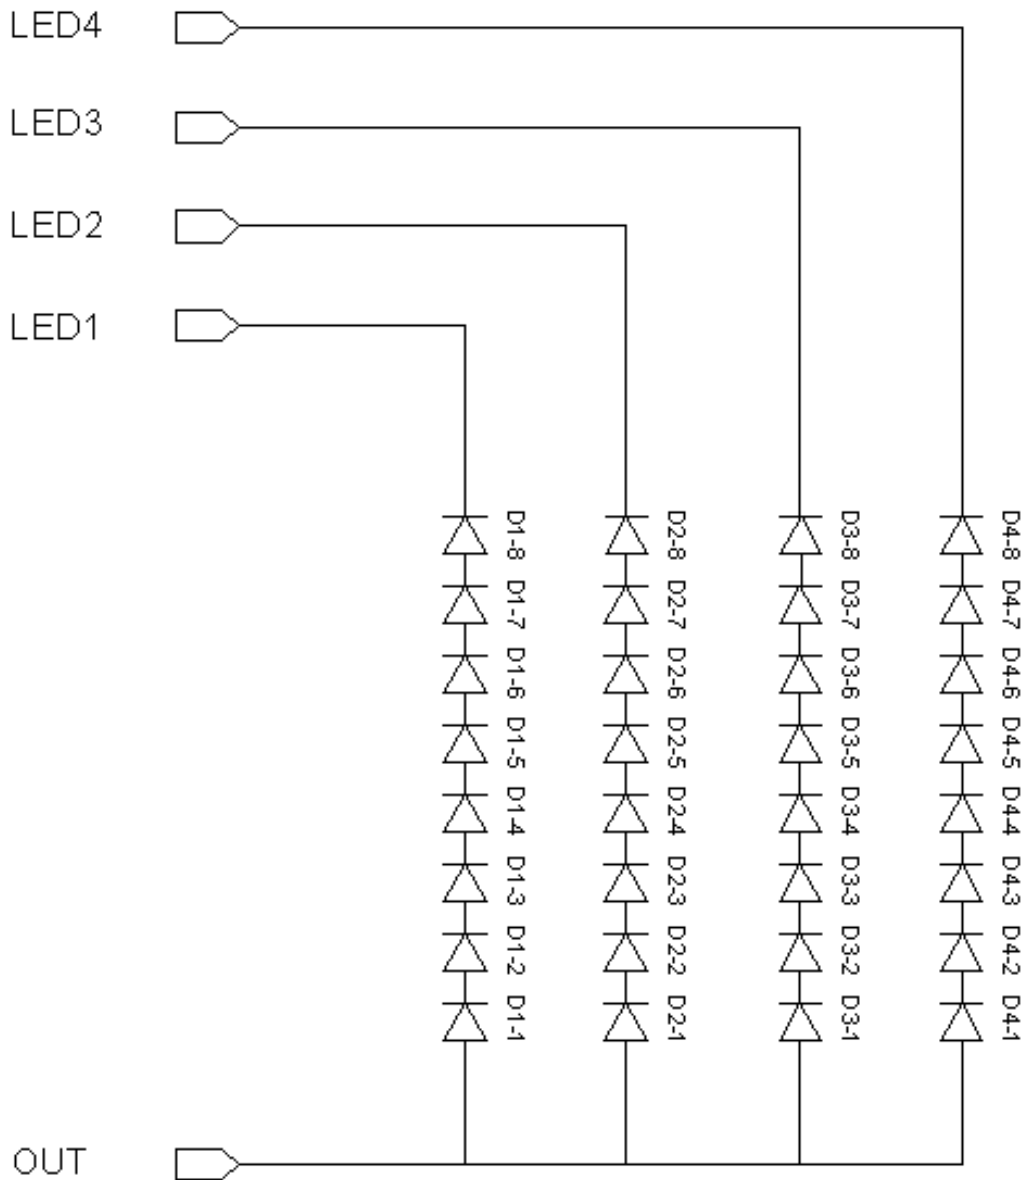 LED4
LED3
LED2
LED1
D1-8 D1-7 D1-6 D1-5 D1-4 D1-3 D1-2 D1-1
D2-8 D2-7 D2-6 D2-5 D2-4 D2-3 D2-2 D2-1
D3-8 D3-7 D3-6 D3-5 D3-4 D3-3 D3-2 D3-1
D4-8 D4-7 D4-6 D4-5 D4-4 D4-3 D4-2 D4-1
OUT